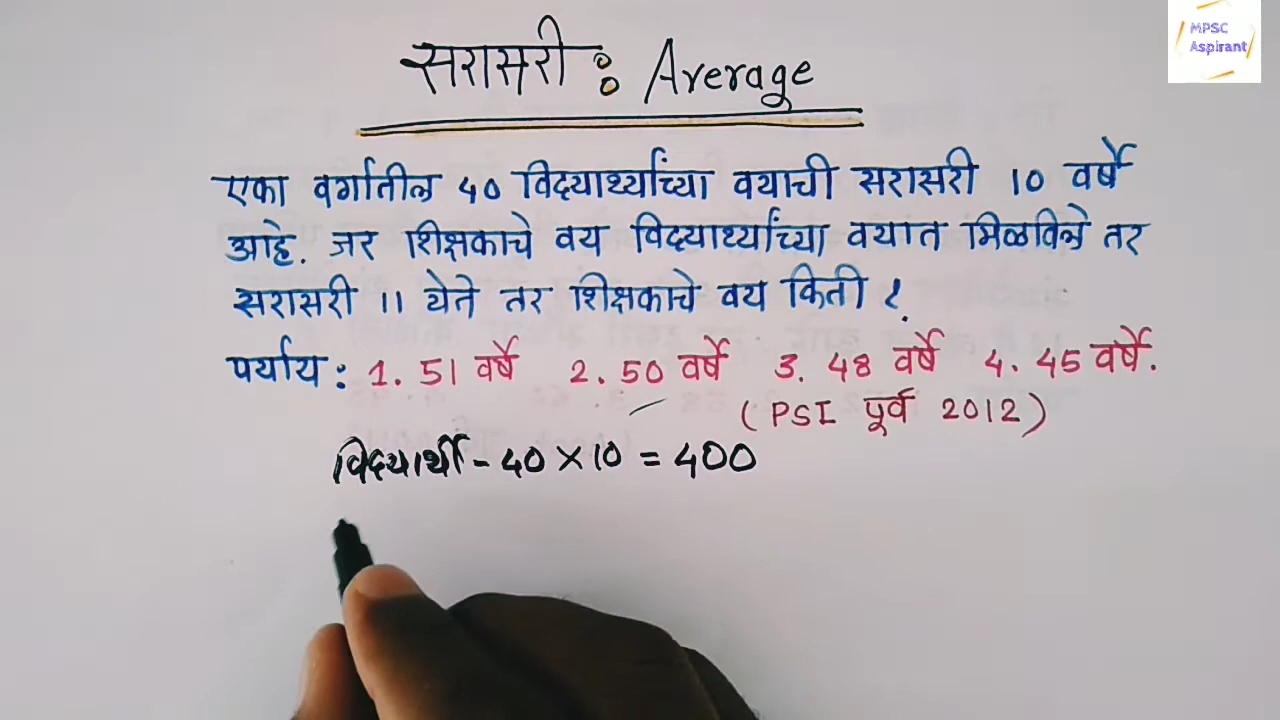 MPSC
Aspirant
सरासरी : Average
एका वर्गातील 40 विद्यार्थ्यांच्या वयाची सरासरी 10 वर्षे
आहे. जर शिक्षकाचे वय विद्यार्थ्यांच्या वयात मिळविले तर
सरासरी 11 येते तर शिक्षकाचे वय किती ?
पर्याय : 1. 51 वर्षे 2. 50 वर्षे 3. 48 वर्षे 4. 45 वर्षे.
(PSI पूर्व 2012)
विद्यार्थी - 40 × 10 = 400